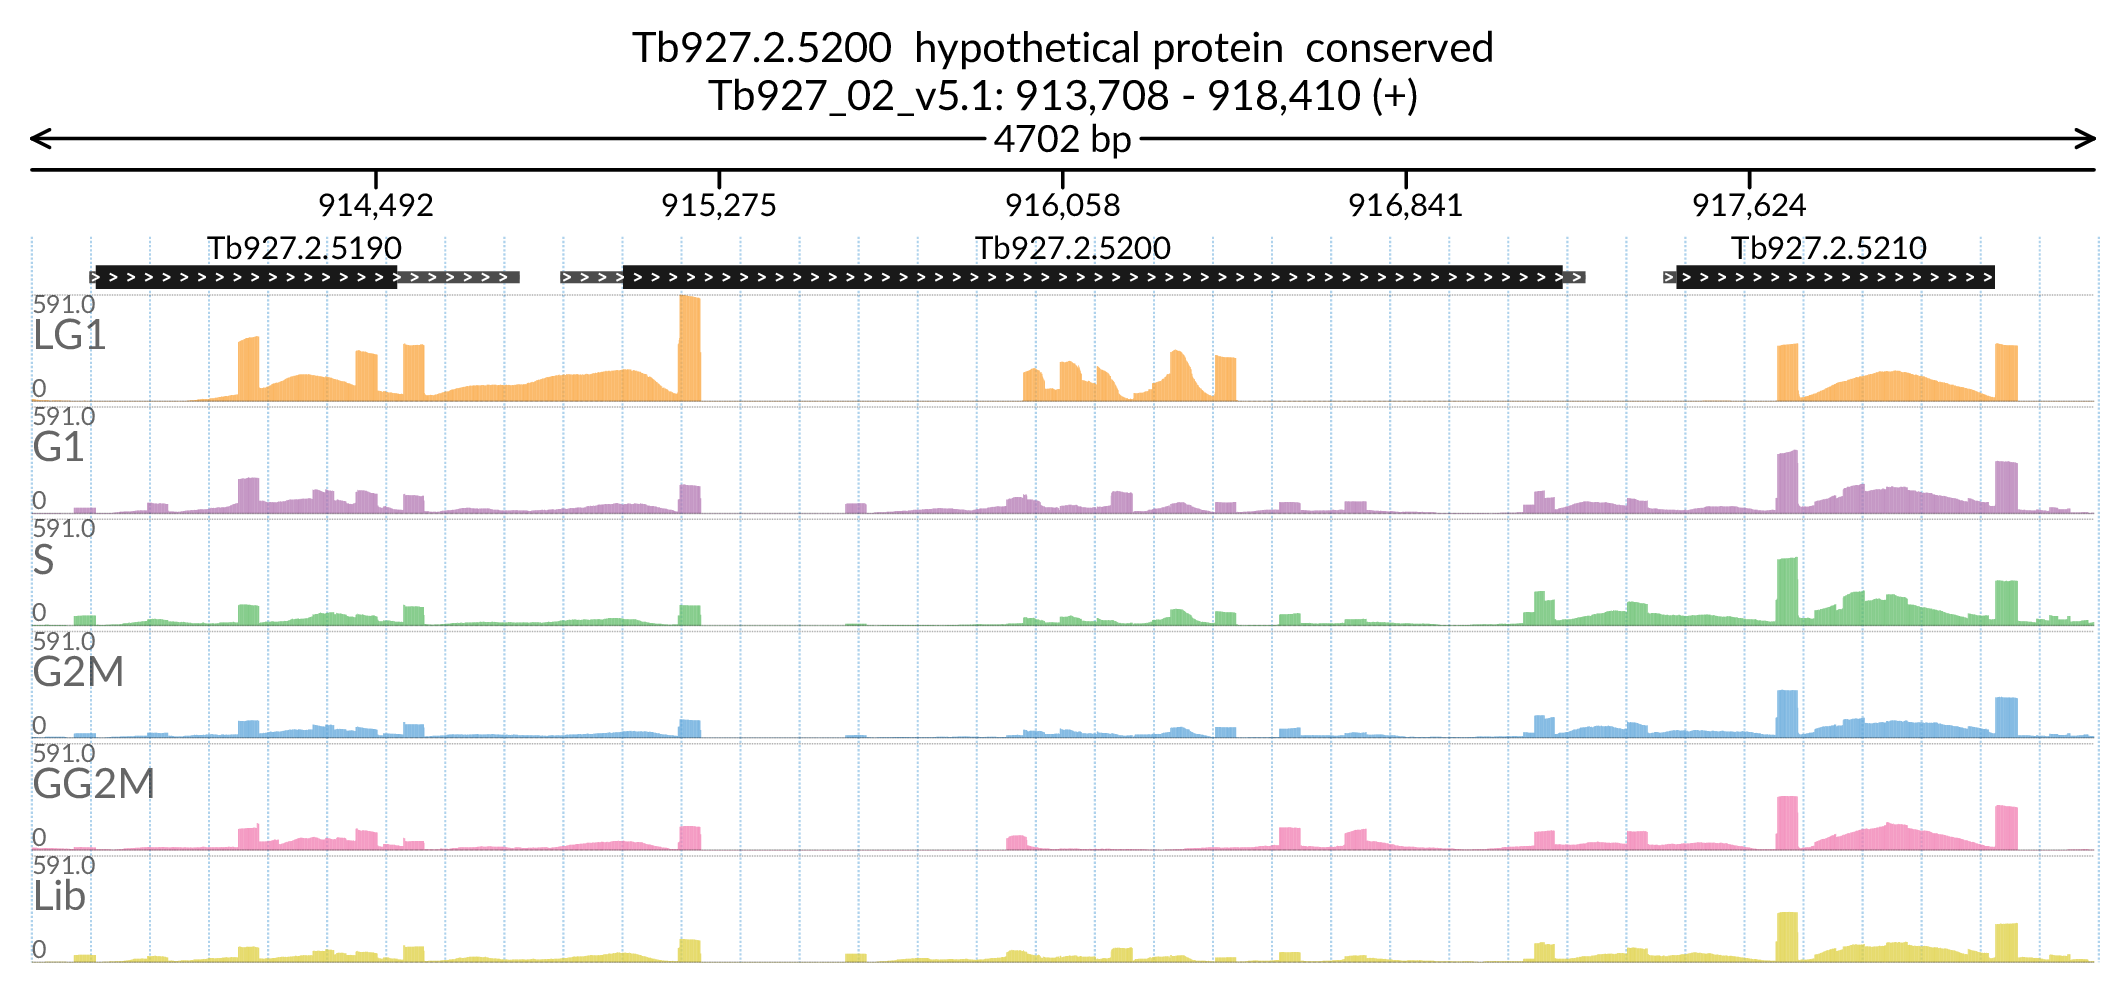 Tb927.2.5200  hypothetical protein  conserved
Tb927_02_v5.1: 913,708 - 918,410 (+)
4702 bp
914,492 915,275 916,058 916,841 917,624
Tb927.2.5190 Tb927.2.5200 Tb927.2.5210
591.0
LG1
0
591.0
G1
0
591.0
S
0
591.0
G2M
0
591.0
GG2M
0
591.0
Lib
0